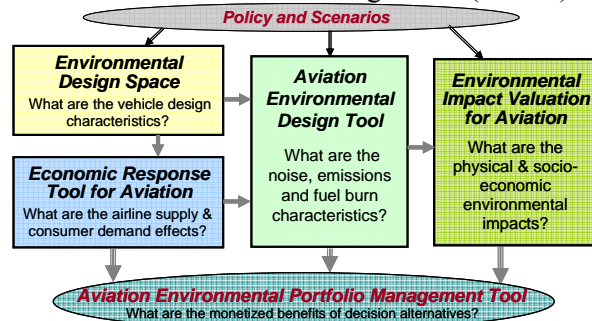 Policy and Scenarios
Environmental
Design Space
What are the vehicle design
characteristics?
Economic Response
Tool for Aviation
What are the airline supply &
consumer demand effects?
Aviation
Environmental
Design Tool
What are the
noise, emissions
and fuel burn
characteristics?
Environmental
Impact Valuation
for Aviation
What are the
physical & socio-
economic
environmental
impacts?
Aviation Environmental Portfolio Management Tool
What are the monetized benefits of decision alternatives?